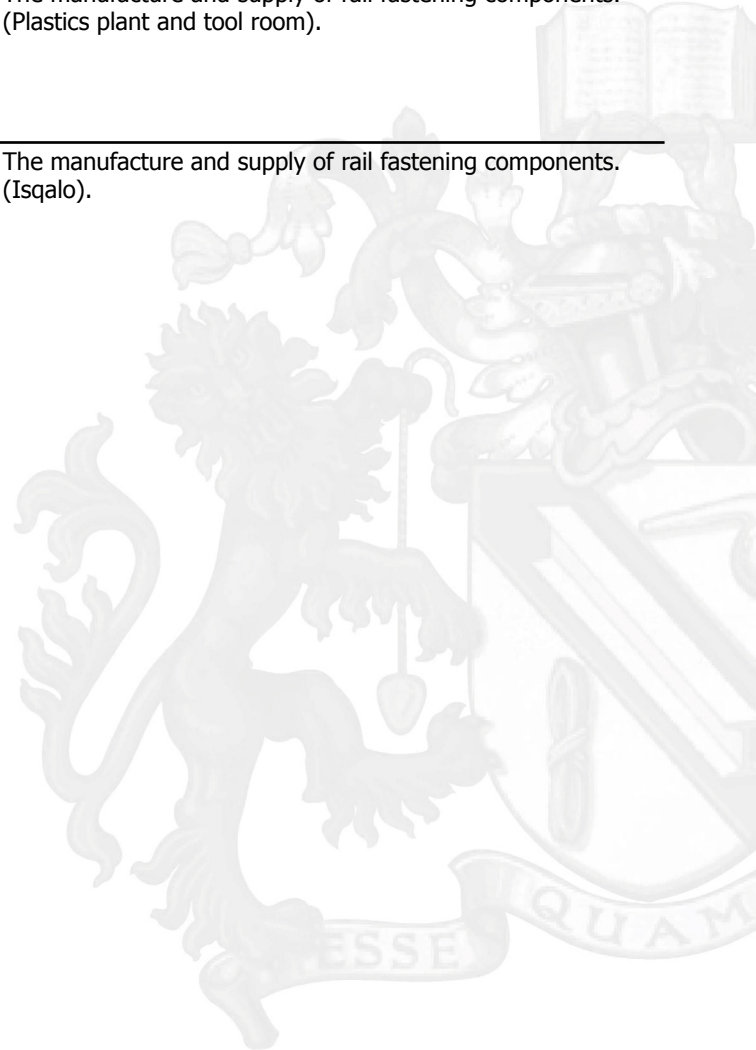 The manufacture and supply of rail fastening components.
(Plastics plant and tool room).
The manufacture and supply of rail fastening components.
(Isqalo).
ESSE QUAM